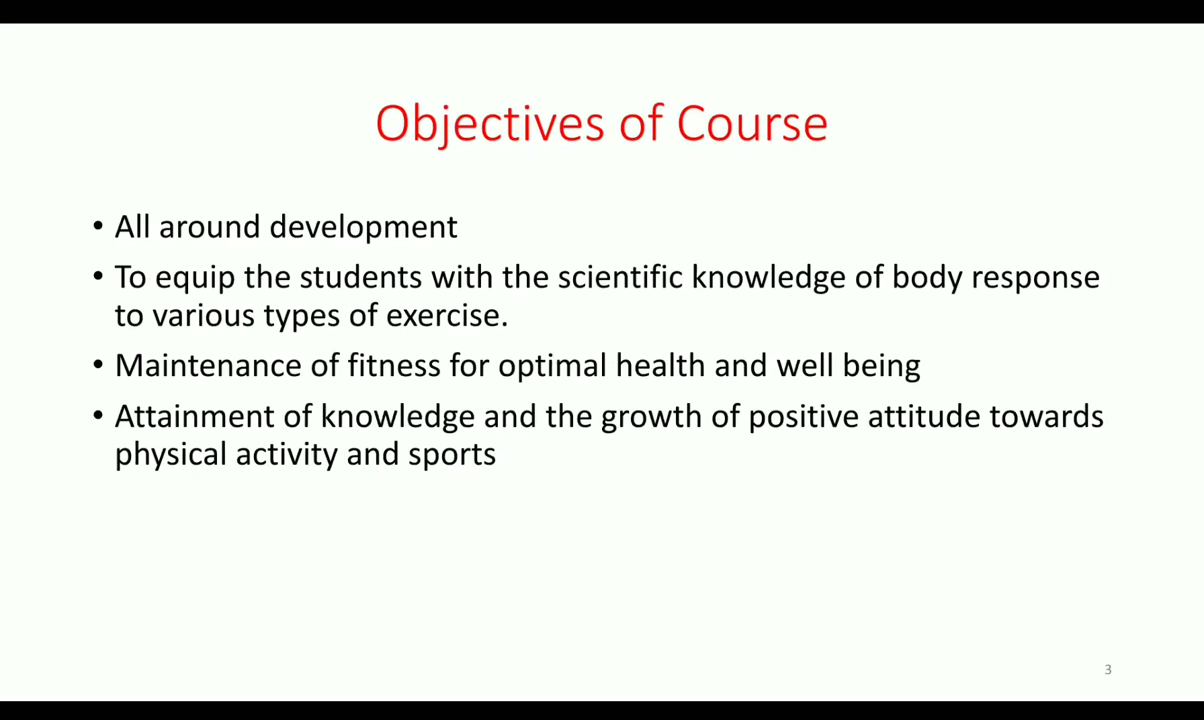 Objectives of Course
• All around development
• To equip the students with the scientific knowledge of body response
to various types of exercise.
• Maintenance of fitness for optimal health and well being
• Attainment of knowledge and the growth of positive attitude towards
physical activity and sports
3